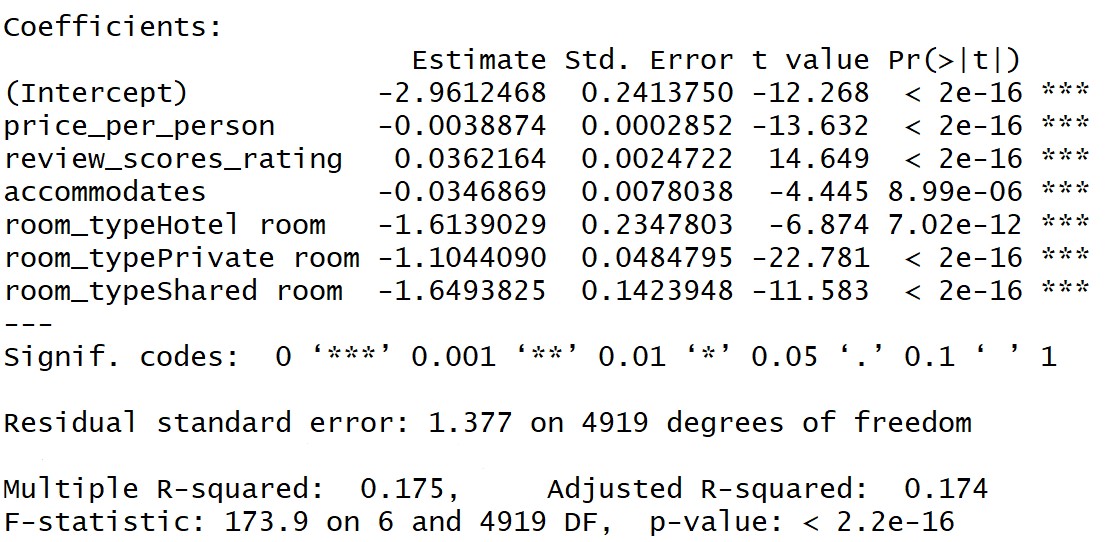 Coefficients:
Estimate Std. Error t value Pr(>|t|)
(Intercept) -2.9612468 0.2413750 -12.268 < 2e-16 ***
price_per_person -0.0038874 0.0002852 -13.632 < 2e-16 ***
review_scores_rating 0.0362164 0.0024722 14.649 < 2e-16 ***
accommodates -0.0346869 0.0078038 -4.445 8.99e-06 ***
room_typeHotel room -1.6139029 0.2347803 -6.874 7.02e-12 ***
room_typePrivate room -1.1044090 0.0484795 -22.781 < 2e-16 ***
room_typeShared room -1.6493825 0.1423948 -11.583 < 2e-16 ***
---
Signif. codes: 0 ‘***’ 0.001 ‘**’ 0.01 ‘*’ 0.05 ‘.’ 0.1 ‘ ’ 1
Residual standard error: 1.377 on 4919 degrees of freedom
Multiple R-squared: 0.175, Adjusted R-squared: 0.174
F-statistic: 173.9 on 6 and 4919 DF, p-value: < 2.2e-16